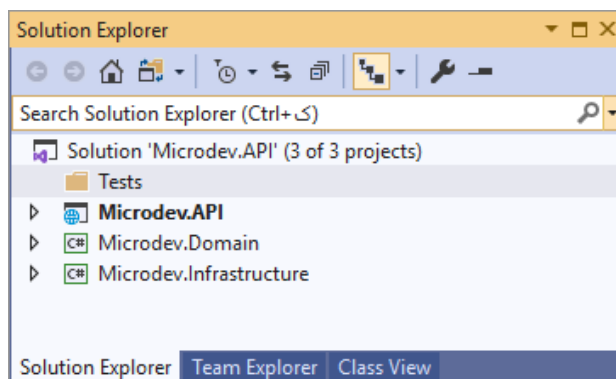 Solution Explorer
Search Solution Explorer (Ctrl+ک)
Solution 'Microdev.API' (3 of 3 projects)
Tests
Microdev.API
C# Microdev.Domain
C# Microdev.Infrastructure
Solution Explorer Team Explorer Class View